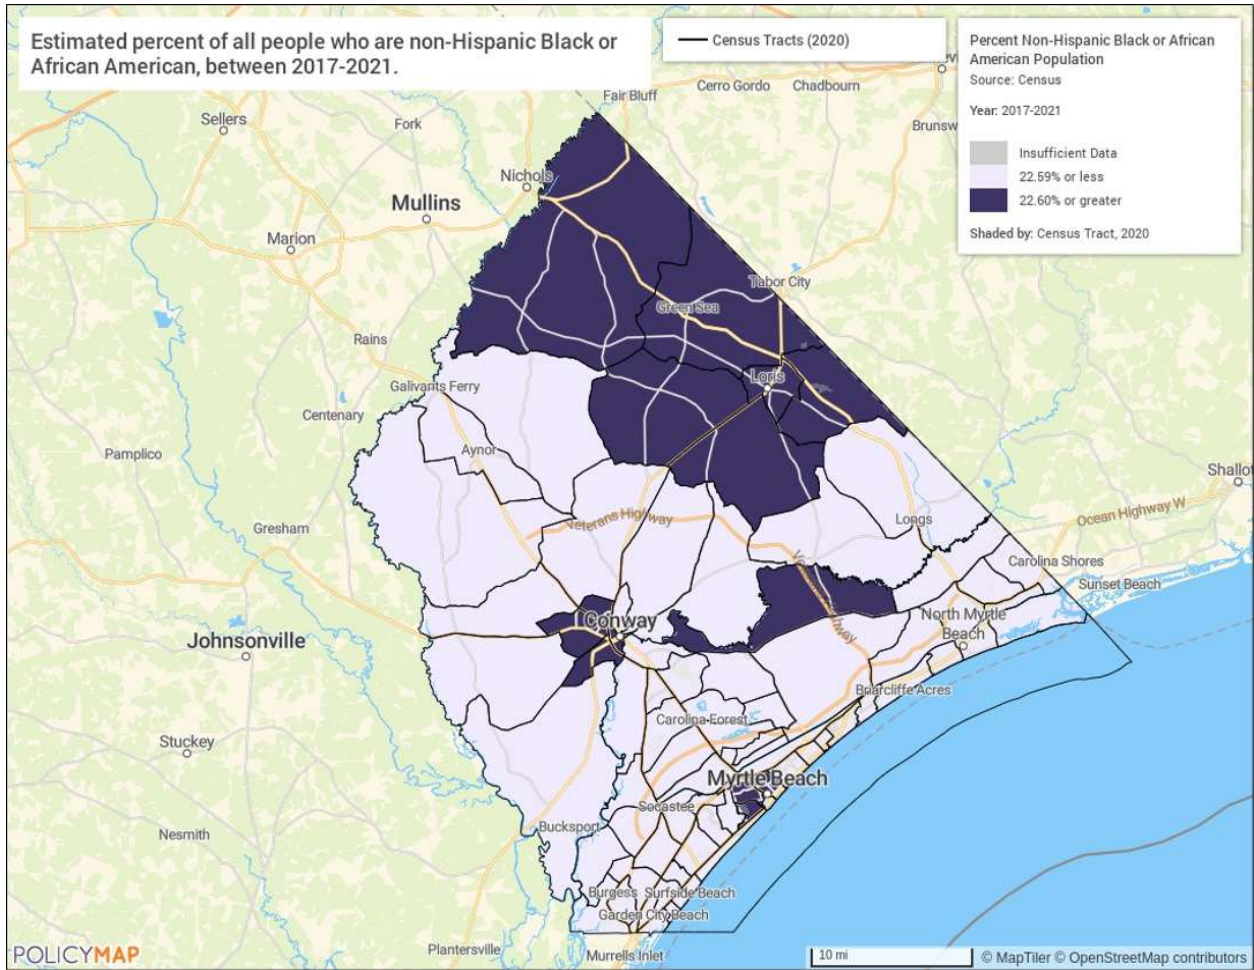 Estimated percent of all people who are non-Hispanic Black or
African American, between 2017-2021.
Census Tracts (2020)
Percent Non-Hispanic Black or African
American Population
Source: Census
Year: 2017-2021
Insufficient Data
22.59% or less
22.60% or greater
Shaded by: Census Tract, 2020
Fair Bluff
Cerro Gordo
Chadbourn
Sellers
Fork
Brunsw
Nichols
Mullins
Marion
Tabor City
Green Sea
Rains
Loris
Galivants Ferry
Centenary
Aynor
Pamplico
Shallot
Gresham
Veterans Highway
Longs
Ocean Highway W
Carolina Shores
Sunset Beach
Conway
North Myrtle
Beach
Johnsonville
Briarcliffe Acres
Carolina Forest
Stuckey
Myrtle Beach
Socastee
Nesmith
Bucksport
Burgess
Surfside Beach
Garden City Beach
Plantersville
Murrells Inlet
POLICYMAP
10 mi
© MapTiler © OpenStreetMap contributors